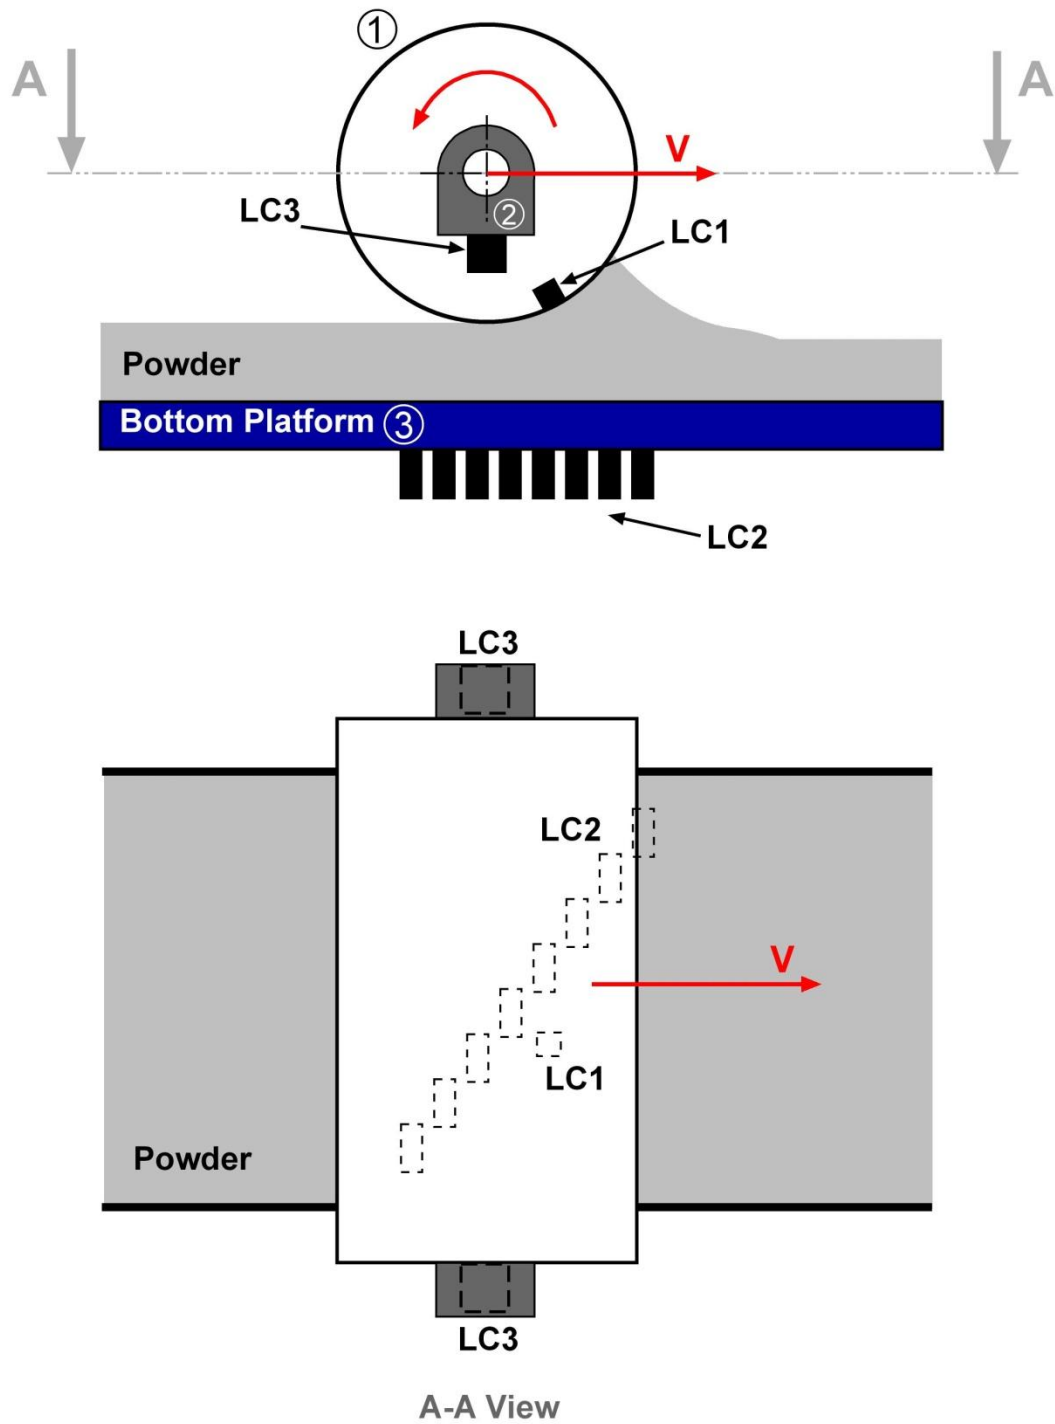 ①
A
A
V
LC3
②
LC1
Powder
Bottom Platform ③
LC2
LC3
LC2
V
LC1
Powder
LC3
A-A View